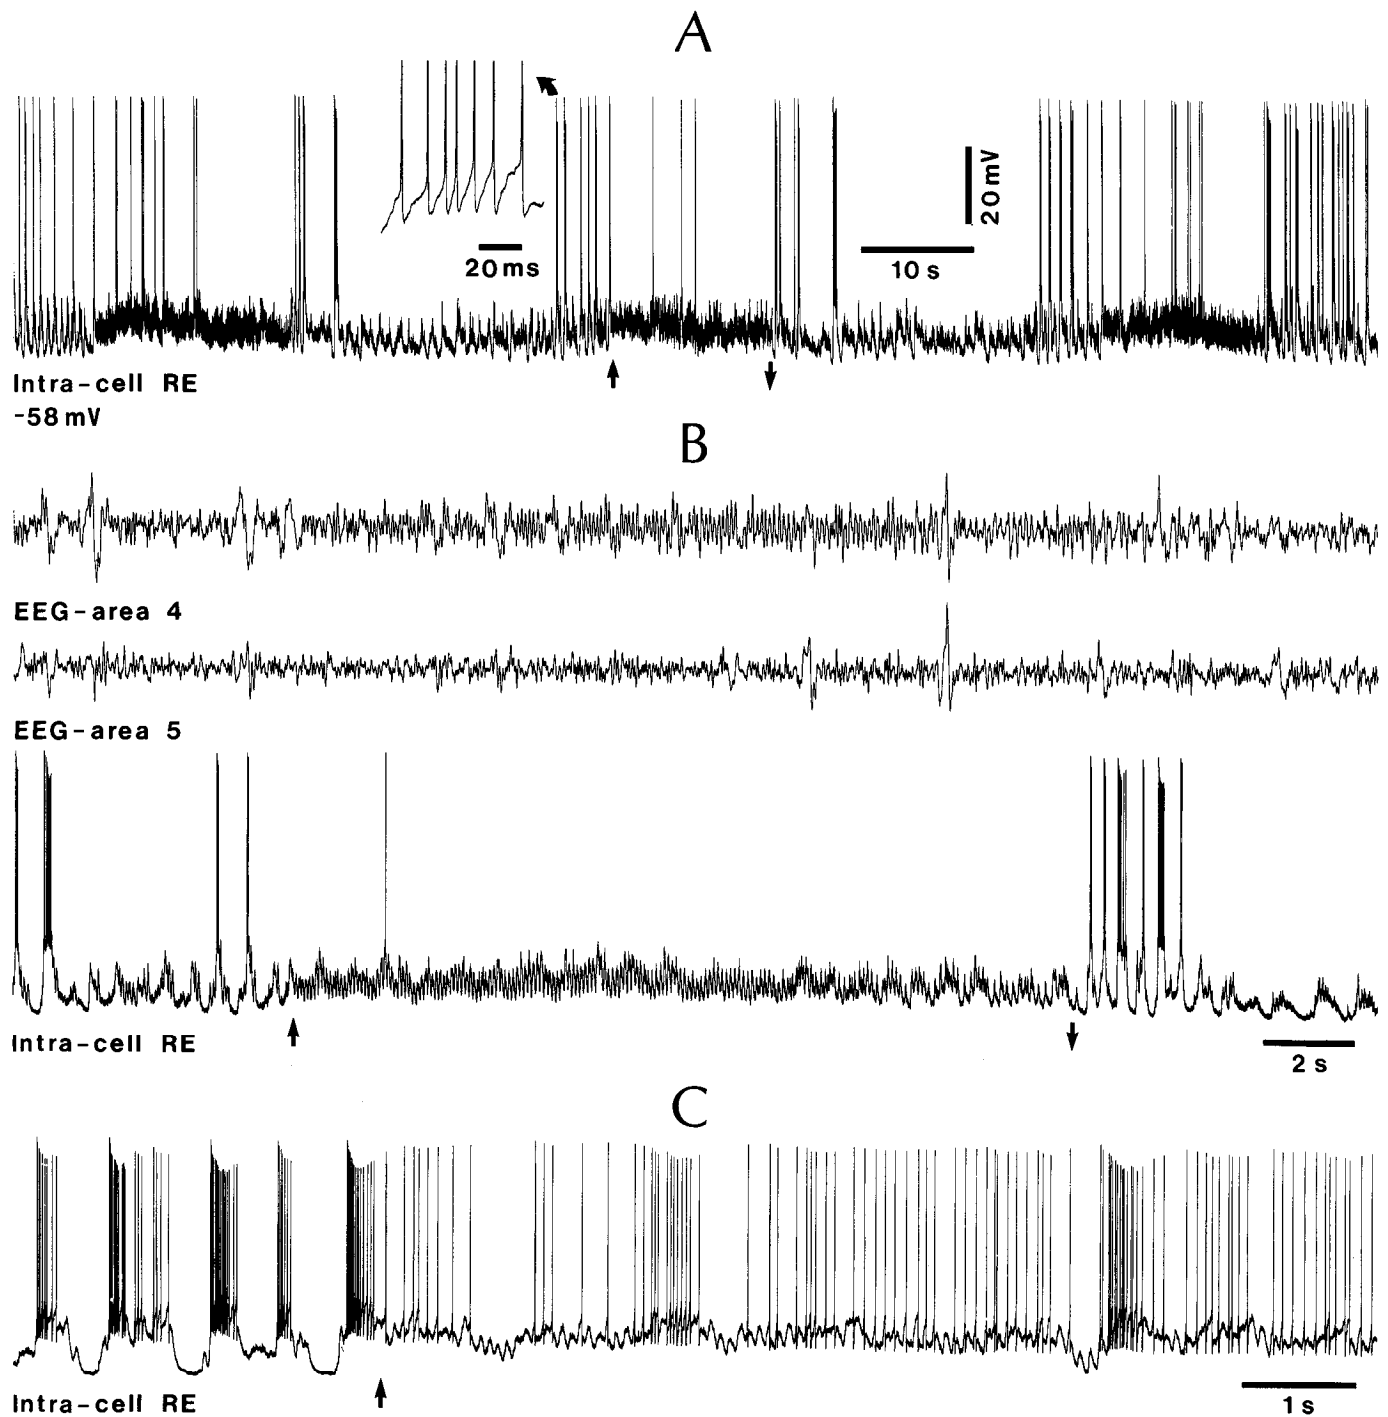 A
20 mV
20 ms
10 s
Intra-cell RE
-58 mV
B
EEG-area 4
EEG-area 5
Intra-cell RE
2 s
C
Intra-cell RE
1 s